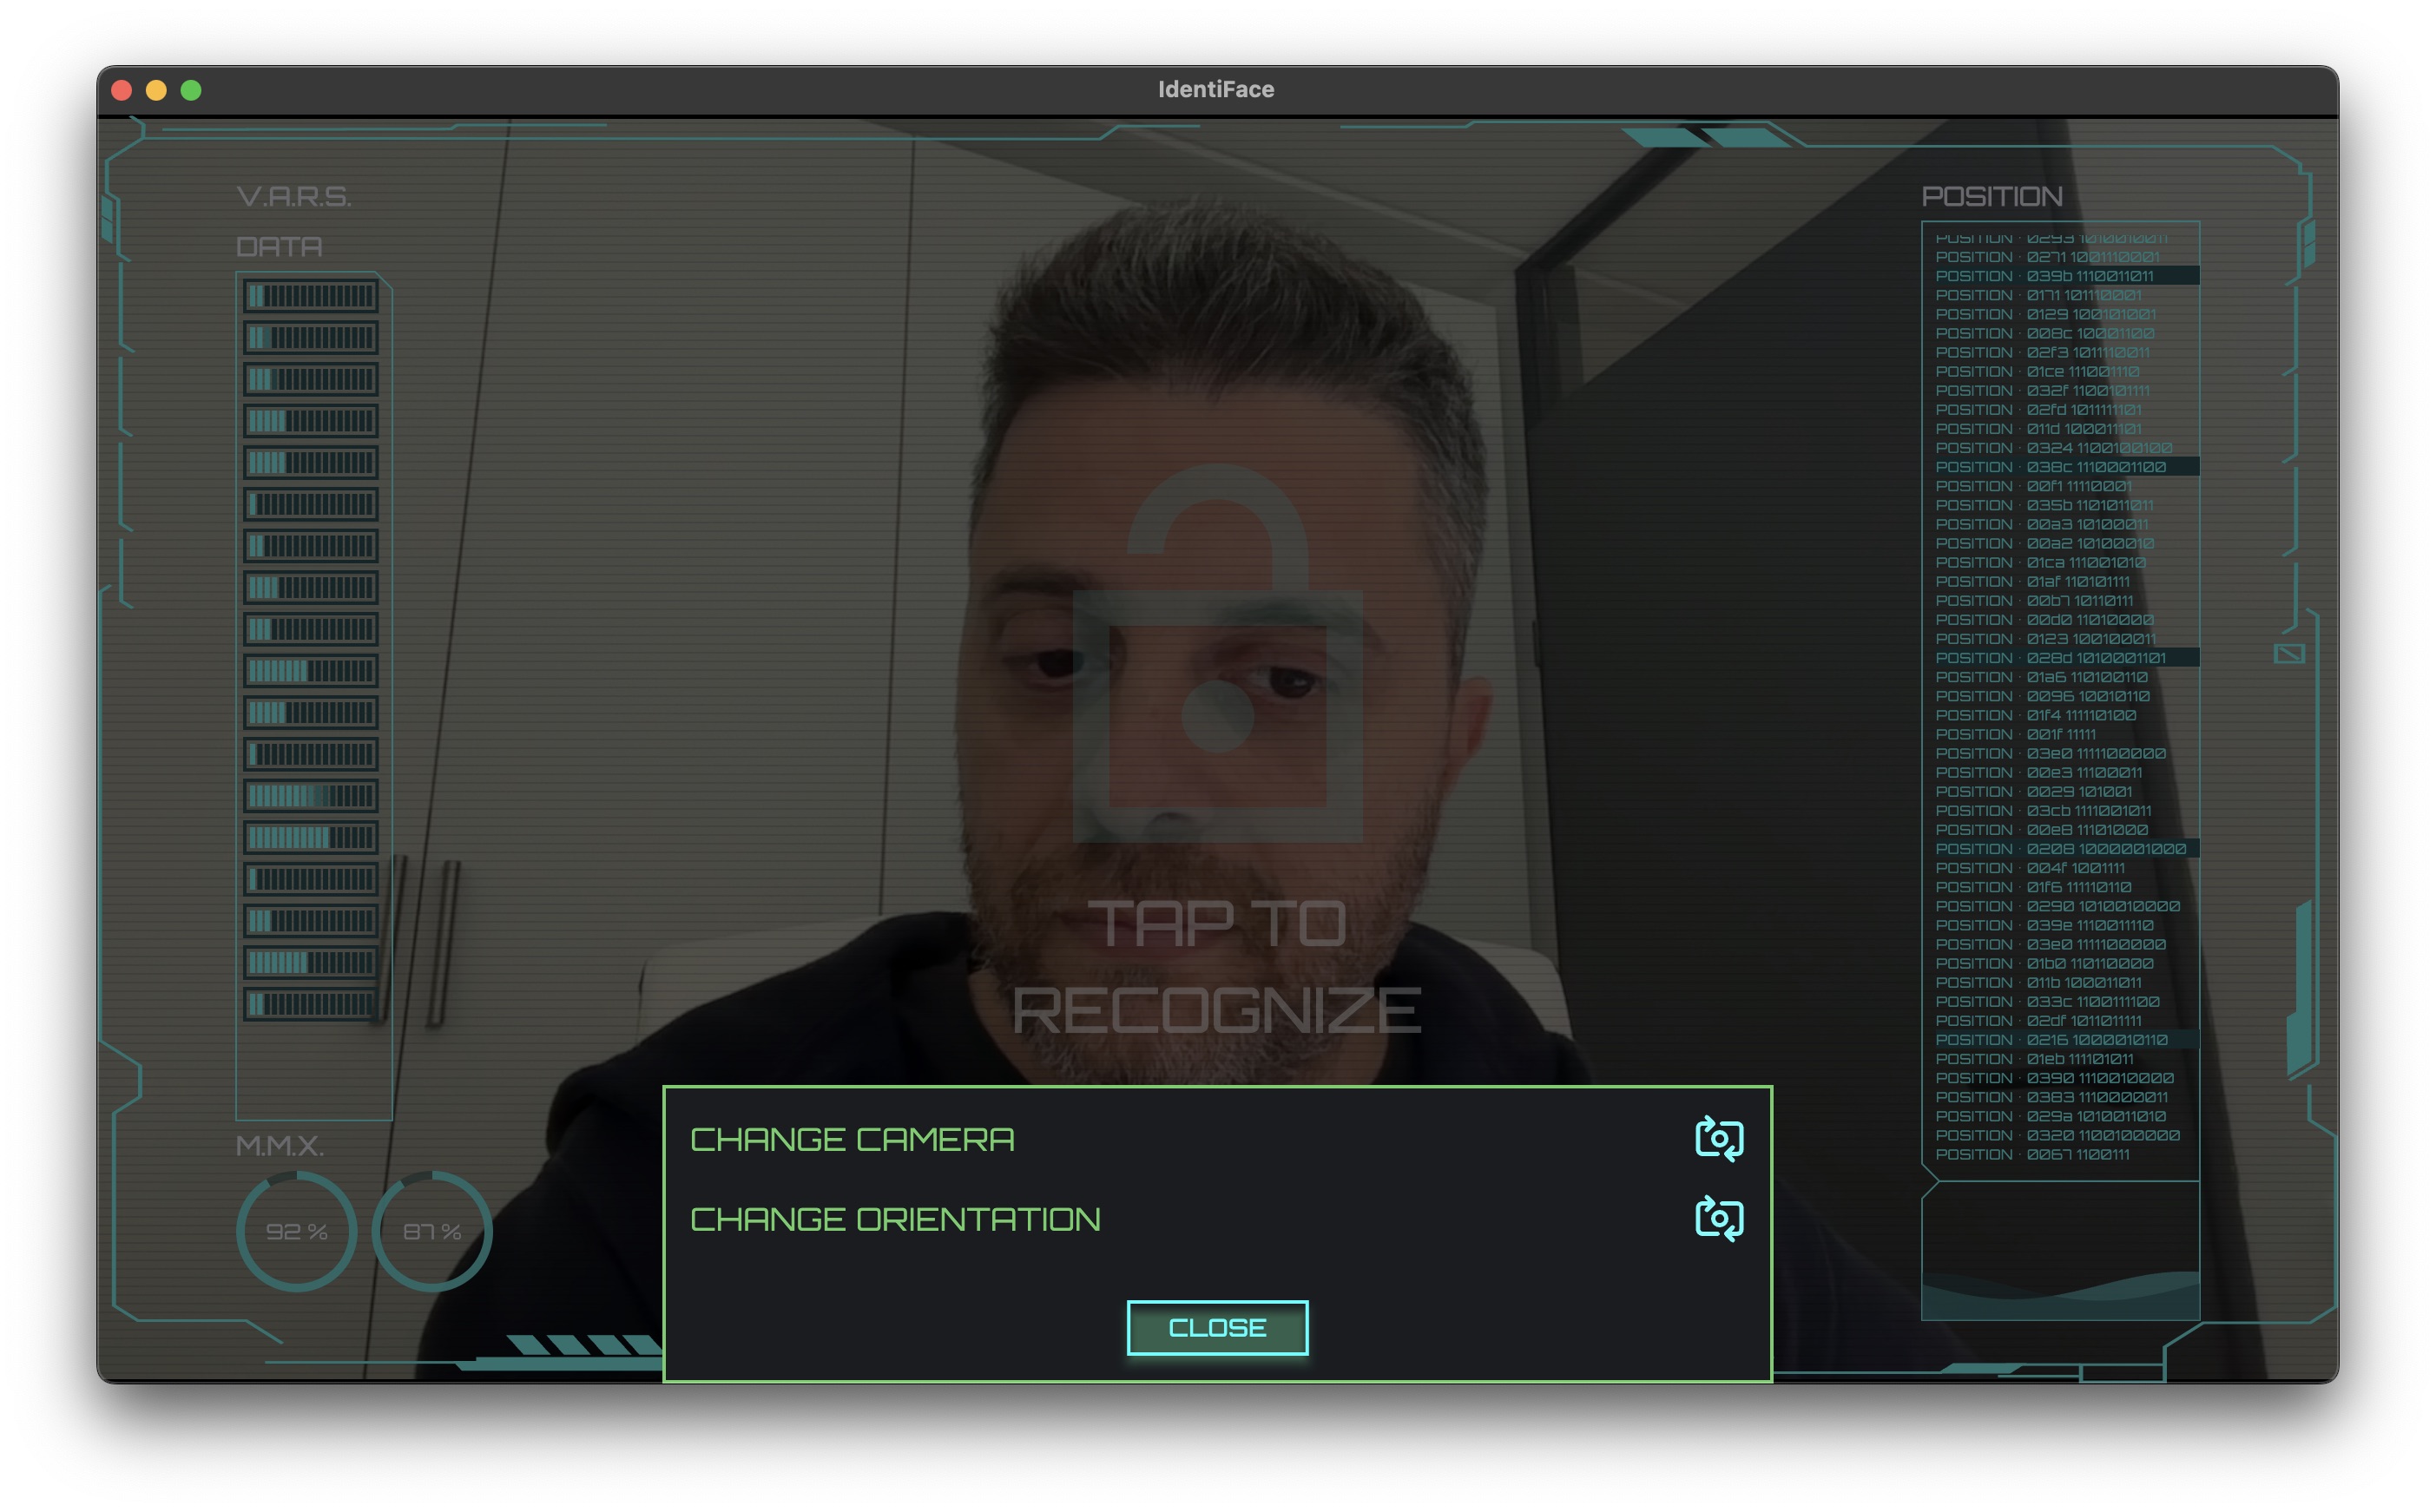 IdentiFace
V.A.R.S.
DATA
M.M.X.
92 %
87 %
TAP TO
RECOGNIZE
CHANGE CAMERA
CHANGE ORIENTATION
CLOSE
POSITION
POSITION · 0293 1010010011
POSITION · 0271 1001110001
POSITION · 039b 1110011011
POSITION · 0171 101110001
POSITION · 0129 100101001
POSITION · 008c 10001100
POSITION · 02f3 1011110011
POSITION · 01ce 111001110
POSITION · 032f 1100101111
POSITION · 02fd 1011111101
POSITION · 011d 100011101
POSITION · 0324 1100100100
POSITION · 038c 1110001100
POSITION · 00f1 11110001
POSITION · 035b 1101011011
POSITION · 00a3 10100011
POSITION · 00a2 10100010
POSITION · 01ca 111001010
POSITION · 01af 110101111
POSITION · 00b7 10110111
POSITION · 00d0 11010000
POSITION · 0123 100100011
POSITION · 028d 1010001101
POSITION · 01a6 110100110
POSITION · 0096 10010110
POSITION · 01f4 111110100
POSITION · 001f 11111
POSITION · 03e0 1111100000
POSITION · 00e3 11100011
POSITION · 0029 101001
POSITION · 03cb 1111001011
POSITION · 00e8 11101000
POSITION · 0208 1000001000
POSITION · 004f 1001111
POSITION · 01f6 111110110
POSITION · 0290 1010010000
POSITION · 039e 1110011110
POSITION · 03e0 1111100000
POSITION · 01b0 110110000
POSITION · 011b 100011011
POSITION · 033c 1100111100
POSITION · 02df 1011011111
POSITION · 0216 1000010110
POSITION · 01eb 111101011
POSITION · 0390 1110010000
POSITION · 0383 1110000011
POSITION · 029a 1010011010
POSITION · 0320 1100100000
POSITION · 0067 1100111